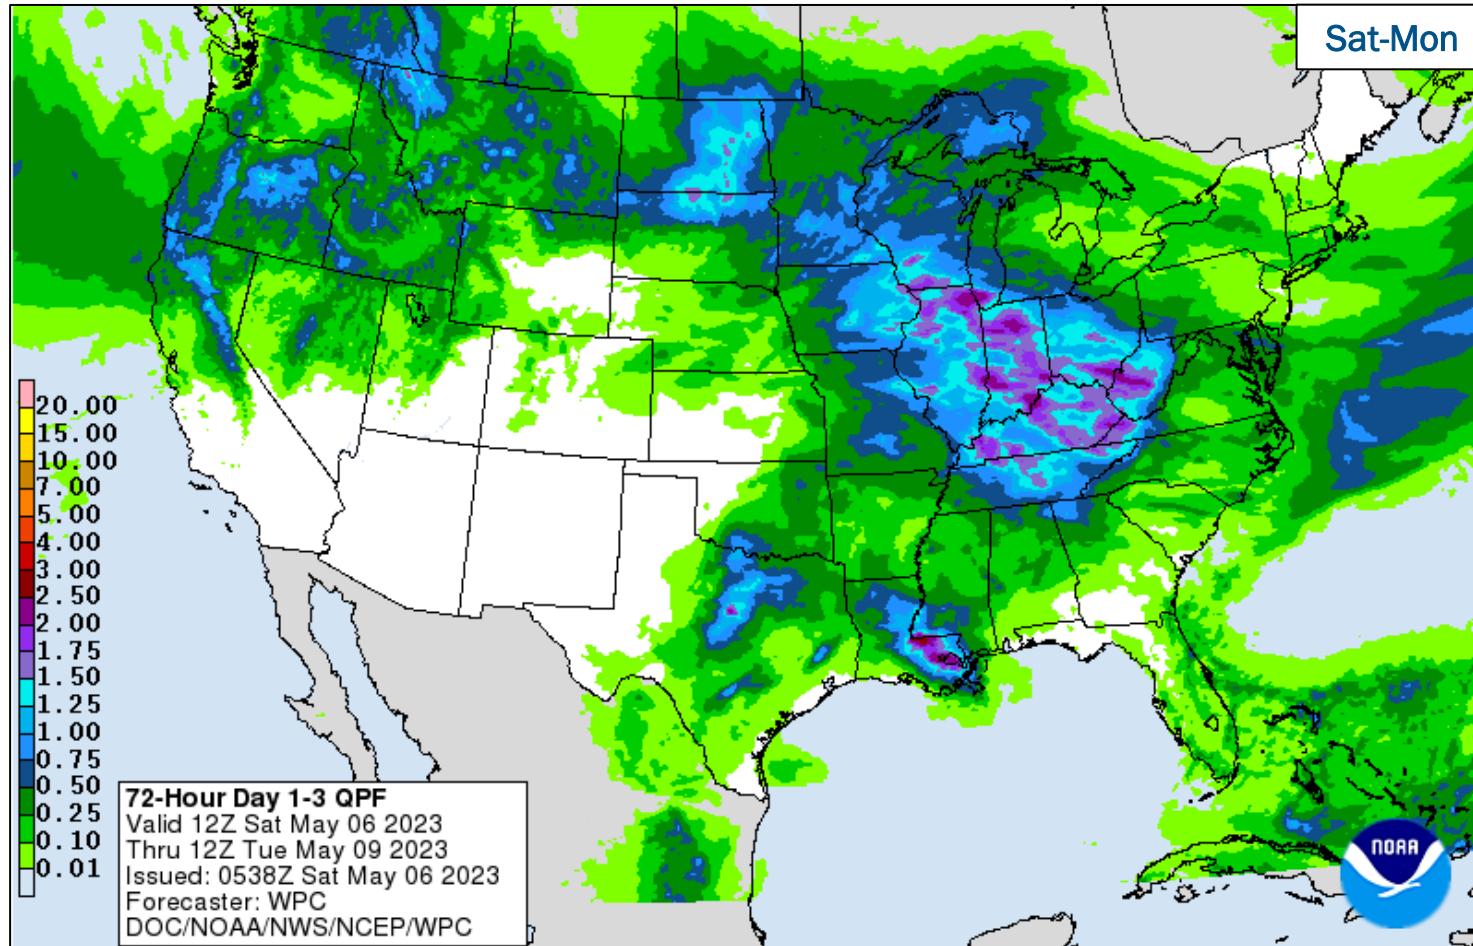 Sat-Mon
20.00
15.00
10.00
7.00
5.00
4.00
3.00
2.50
2.00
1.75
1.50
1.25
1.00
0.75
0.50
0.25
0.10
0.01
72-Hour Day 1-3 QPF
Valid 12Z Sat May 06 2023
Thru 12Z Tue May 09 2023
Issued: 0538Z Sat May 06 2023
Forecaster: WPC
DOC/NOAA/NWS/NCEP/WPC
NOAA